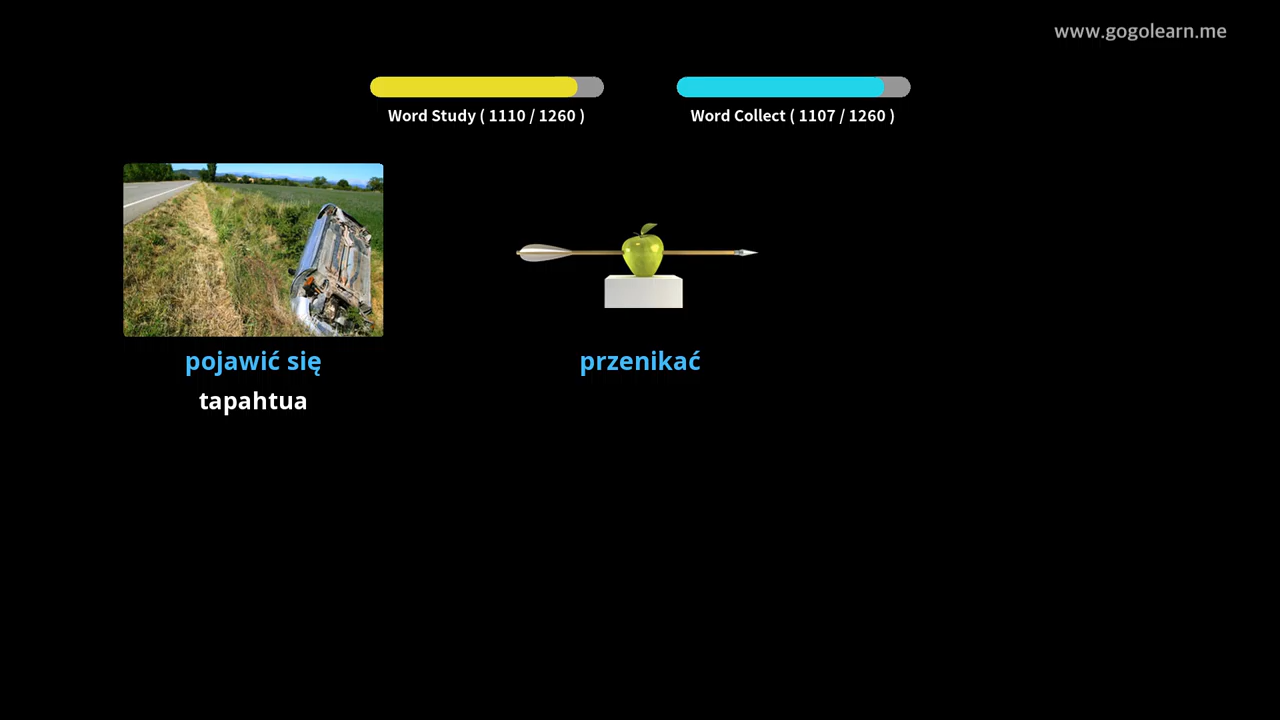 www.gogolearn.me
Word Study ( 1110 / 1260 )
Word Collect ( 1107 / 1260 )
pojawić się
przenikać
tapahtua